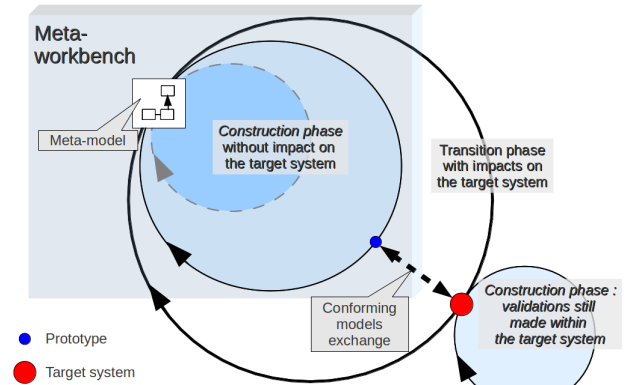 Meta-
workbench
Construction phase
without impact on
the target system
Meta-model
Transition phase
with impacts on
the target system
Construction phase :
validations still
made within
the target system
Conforming
models
exchange
Prototype
Target system